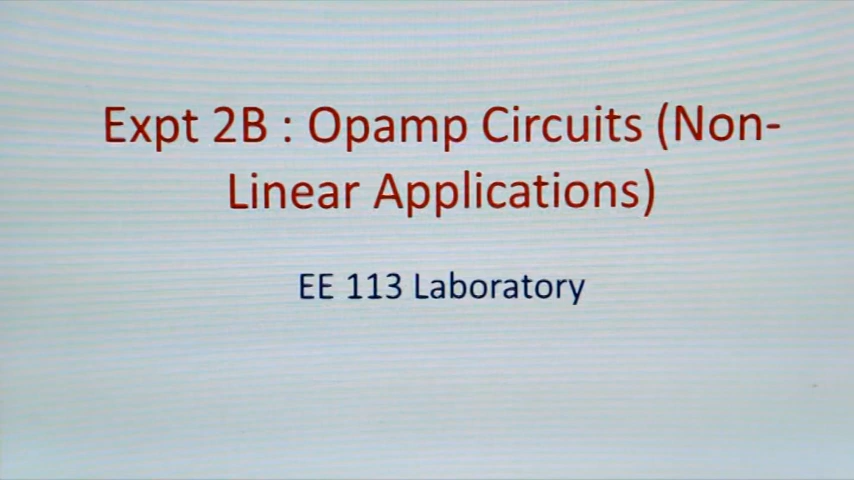 Expt 2B : Opamp Circuits (Non-
Linear Applications)
EE 113 Laboratory